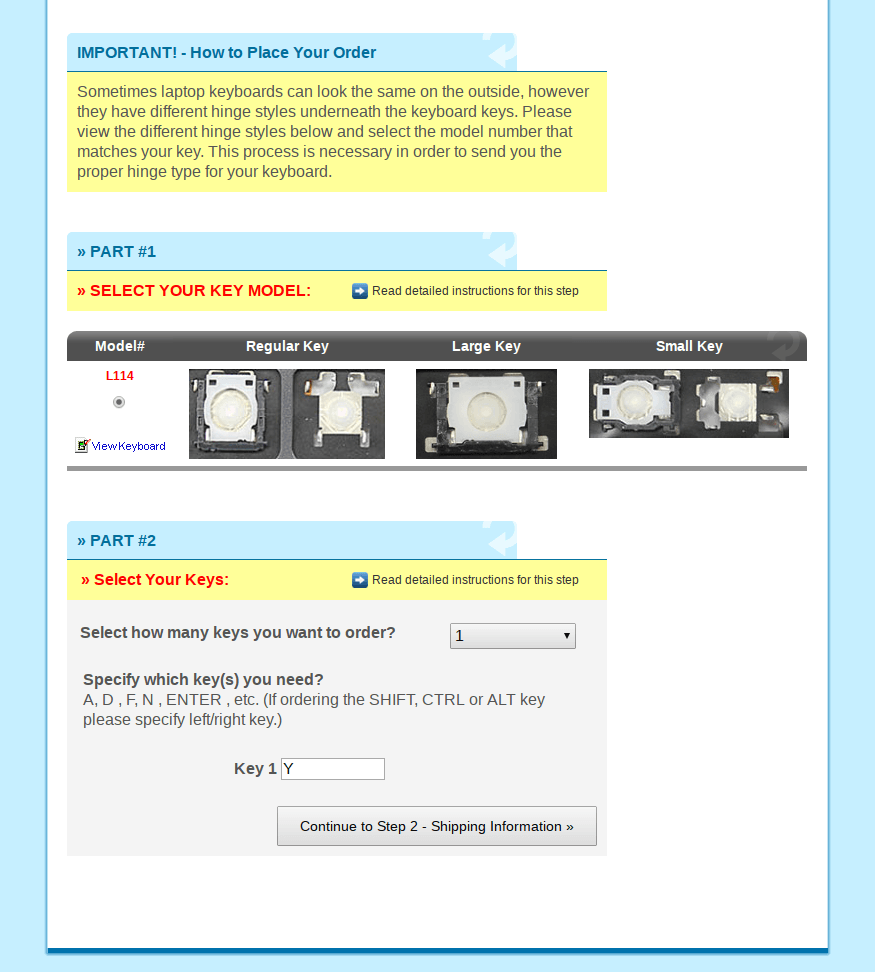 IMPORTANT! - How to Place Your Order
Sometimes laptop keyboards can look the same on the outside, however
they have different hinge styles underneath the keyboard keys. Please
view the different hinge styles below and select the model number that
matches your key. This process is necessary in order to send you the
proper hinge type for your keyboard.
» PART #1
» SELECT YOUR KEY MODEL: Read detailed instructions for this step
Model# Regular Key Large Key Small Key
L114
ViewKeyboard
» PART #2
» Select Your Keys: Read detailed instructions for this step
Select how many keys you want to order? 1
Specify which key(s) you need?
A, D , F, N , ENTER , etc. (If ordering the SHIFT, CTRL or ALT key
please specify left/right key.)
Key 1 Y
Continue to Step 2 - Shipping Information »